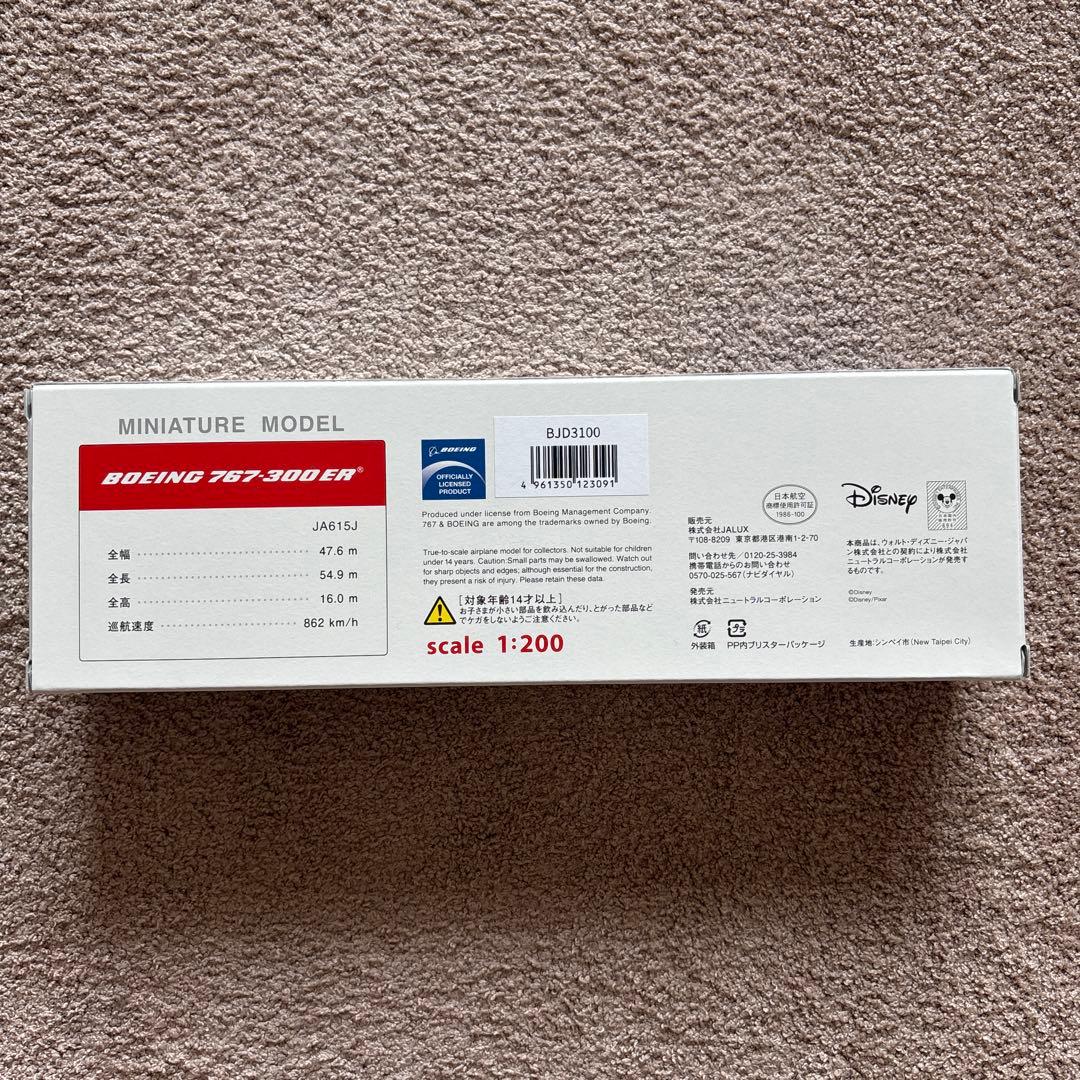 MINIATURE MODEL
BOEING 767-300ER®
JA615J
全幅 47.6 m
全長 54.9 m
全高 16.0 m
巡航速度 862 km/h
BOEING
OFFICIALLY
LICENSED
PRODUCT
BJD3100
4 961350 123091
Produced under license from Boeing Management Company.
767 & BOEING are among the trademarks owned by Boeing.
True-to-scale airplane model for collectors. Not suitable for children
under 14 years. Caution:Small parts may be swallowed. Watch out
for sharp objects and edges; although essential for the construction,
they present a risk of injury. Please retain these data.
[対象年齢14才以上]
お子さまが小さい部品を飲み込んだり、とがった部品など
でケガをしないようご注意ください。
scale 1:200
日本航空
商標使用許可証
1986-100
販売元
株式会社JALUX
〒108-8209 東京都港区港南1-2-70
問い合わせ先/0120-25-3984
携帯電話からのお問い合わせ
0570-025-567(ナビダイヤル)
発売元
株式会社ニュートラルコーポレーション
紙
外装箱
プラ
PP内ブリスターパッケージ
Disney
本商品は、ウォルト・ディズニー・ジャパ
ン株式会社との契約により株式会社
ニュートラルコーポレーションが発売す
るものです。
©Disney
©Disney/Pixar
生産地:シンペイ市(New Taipei City)